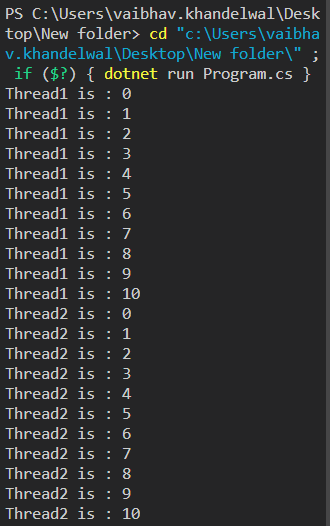 PS C:\Users\vaibhav.khandelwal\Desk
top\New folder> cd "c:\Users\vaibha
v.khandelwal\Desktop\New folder\" ;
 if ($?) { dotnet run Program.cs }
Thread1 is : 0
Thread1 is : 1
Thread1 is : 2
Thread1 is : 3
Thread1 is : 4
Thread1 is : 5
Thread1 is : 6
Thread1 is : 7
Thread1 is : 8
Thread1 is : 9
Thread1 is : 10
Thread2 is : 0
Thread2 is : 1
Thread2 is : 2
Thread2 is : 3
Thread2 is : 4
Thread2 is : 5
Thread2 is : 6
Thread2 is : 7
Thread2 is : 8
Thread2 is : 9
Thread2 is : 10